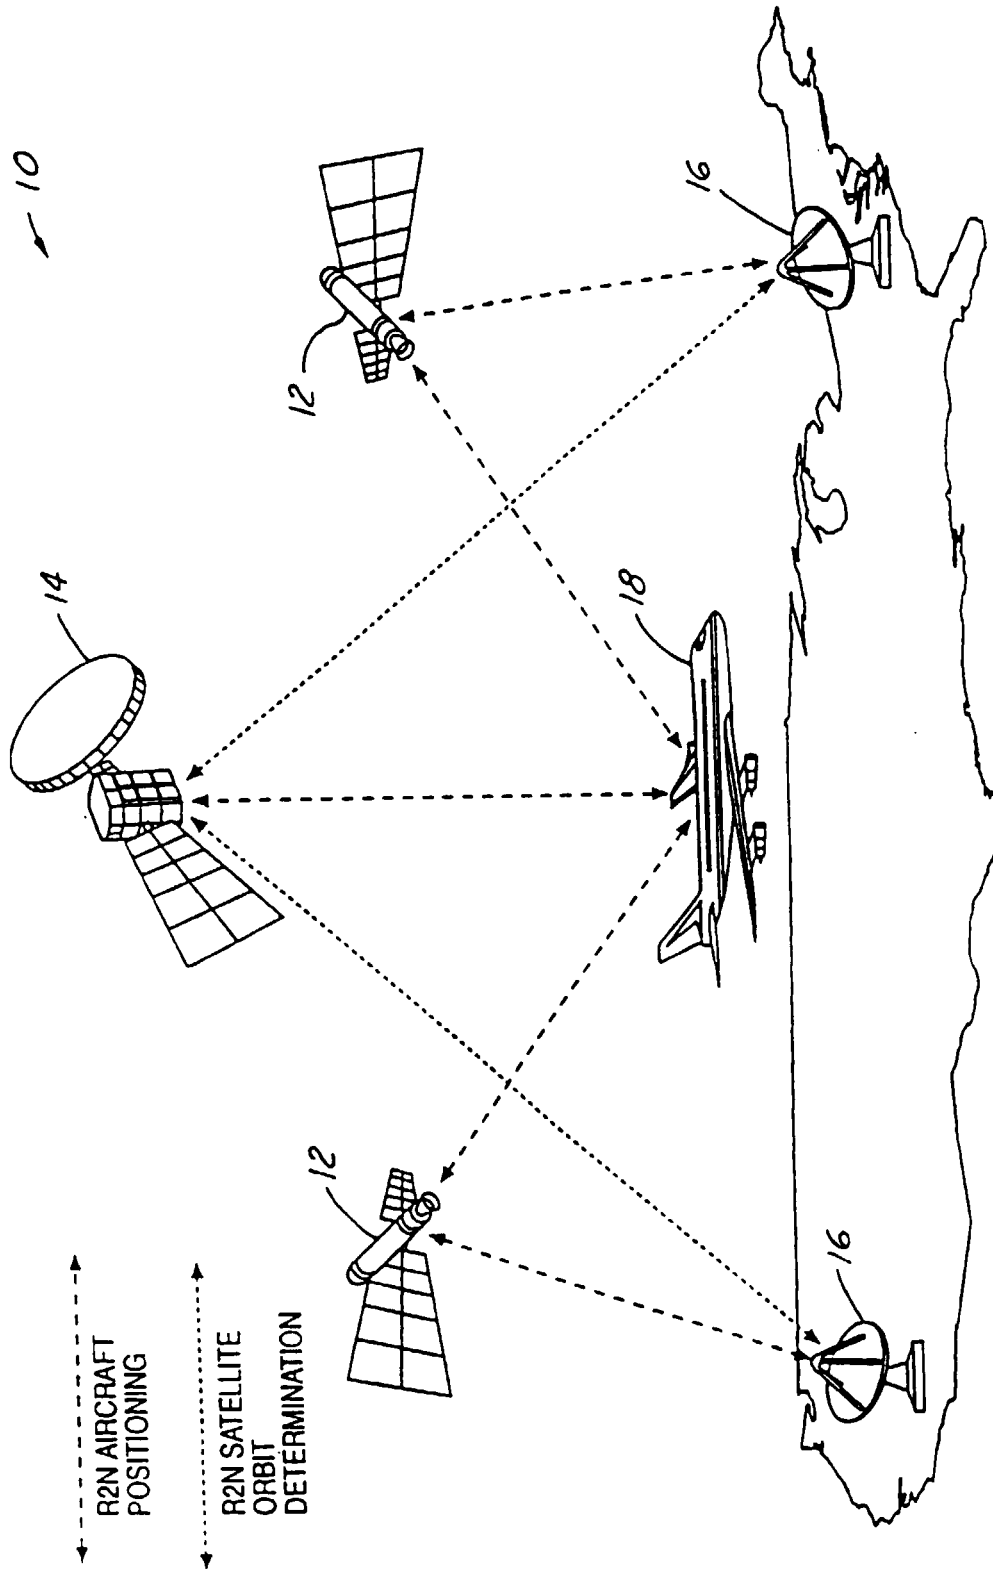 10
12
16
14
18
12
16
R2N AIRCRAFT
POSITIONING
R2N SATELLITE
ORBIT
DETERMINATION